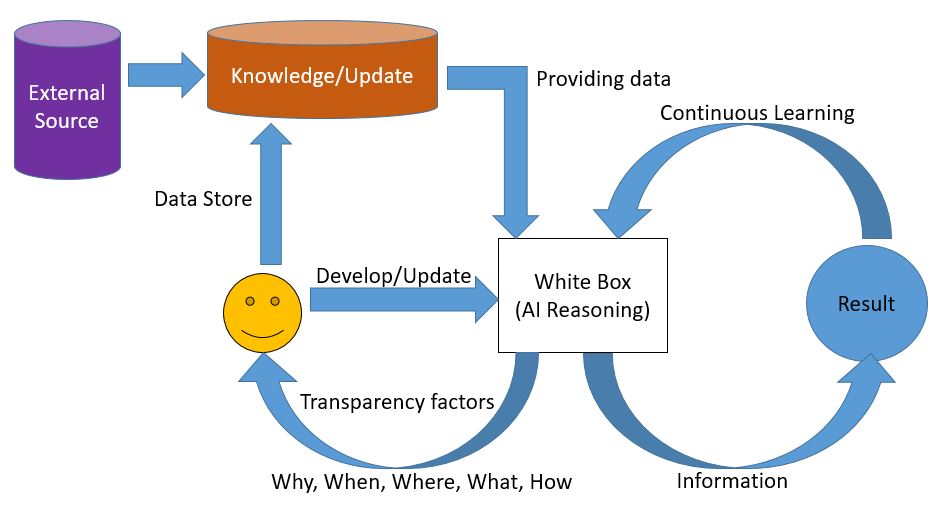 External
Source
Knowledge/Update
Providing data
Continuous Learning
Data Store
Develop/Update
White Box
(AI Reasoning)
Result
Transparency factors
Why, When, Where, What, How
Information